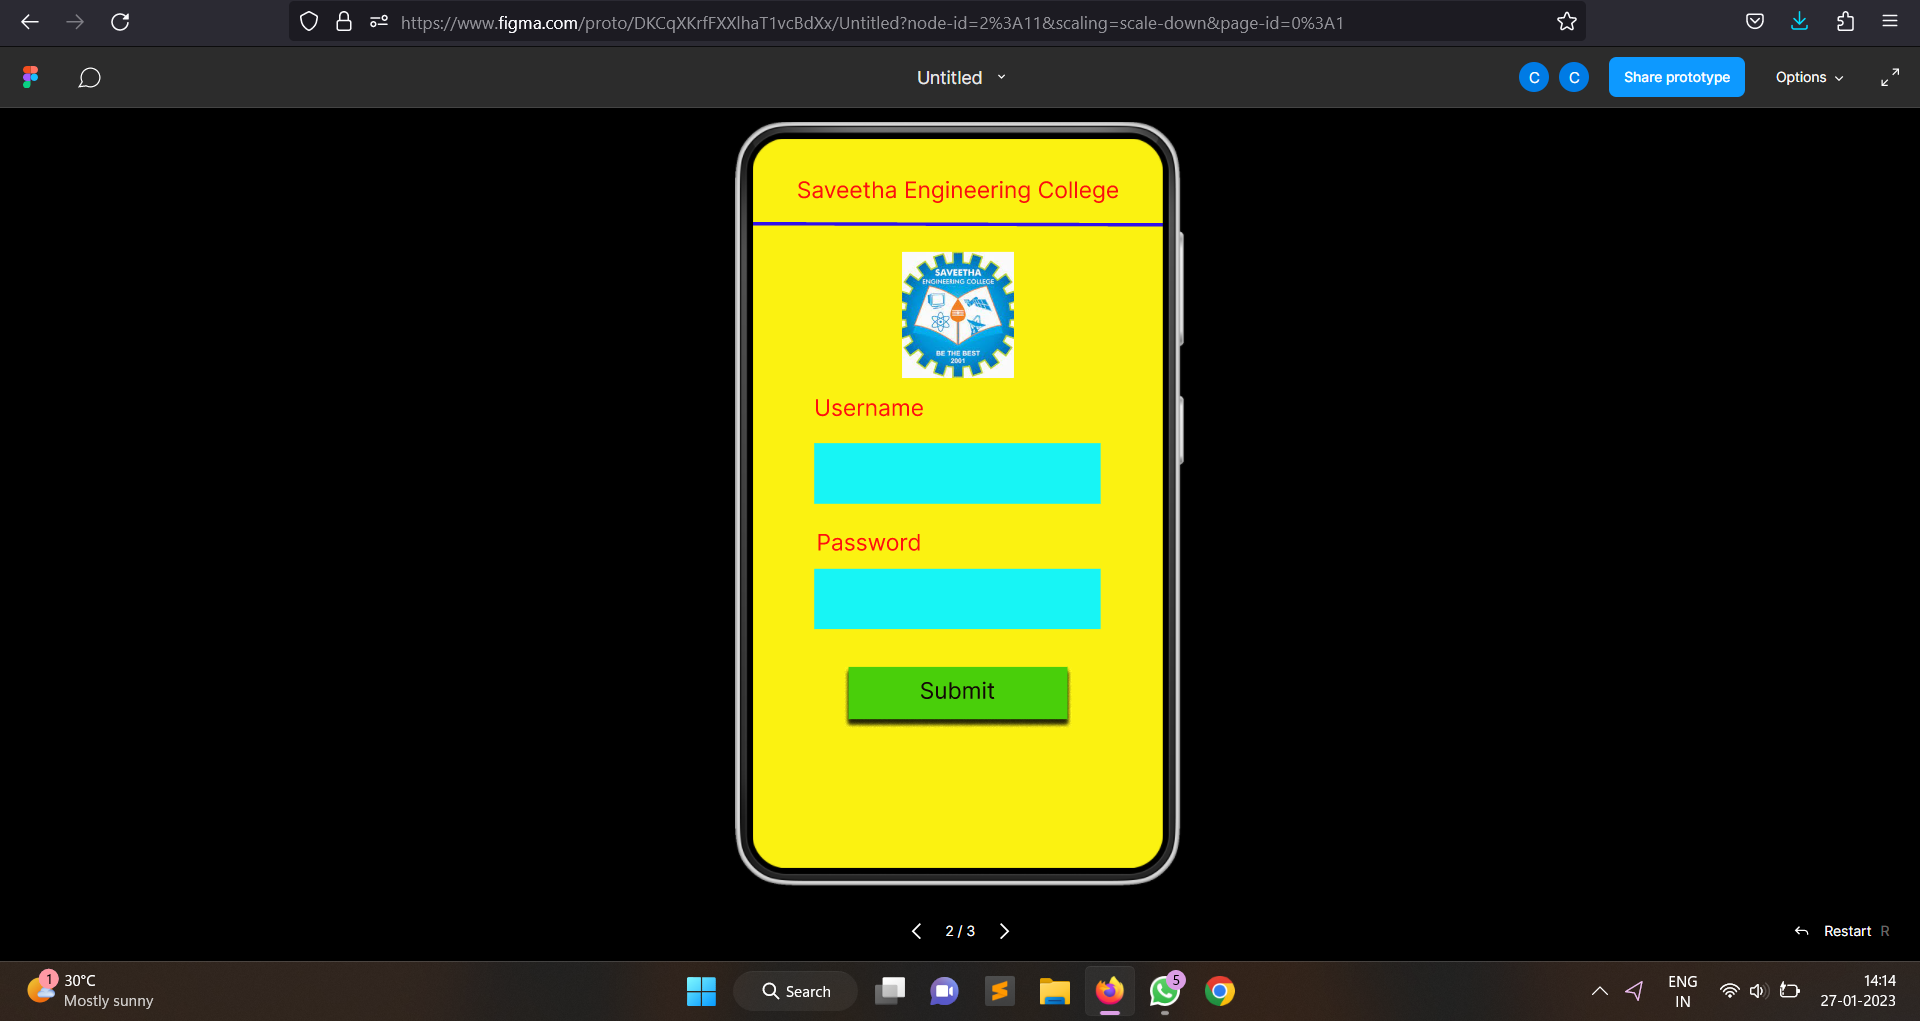 https://www.figma.com/proto/DKCqXKrfFXXlhaT1vcBdXx/Untitled?node-id=2%3A11&scaling=scale-down&page-id=0%3A1
Untitled
C
C
Share prototype
Options
Saveetha Engineering College
SAVEETHA
ENGINEERING COLLEGE
BE THE BEST
2001
Username
Password
Submit
2 / 3
Restart R
1
30°C
Mostly sunny
Search
5
ENG
IN
14:14
27-01-2023